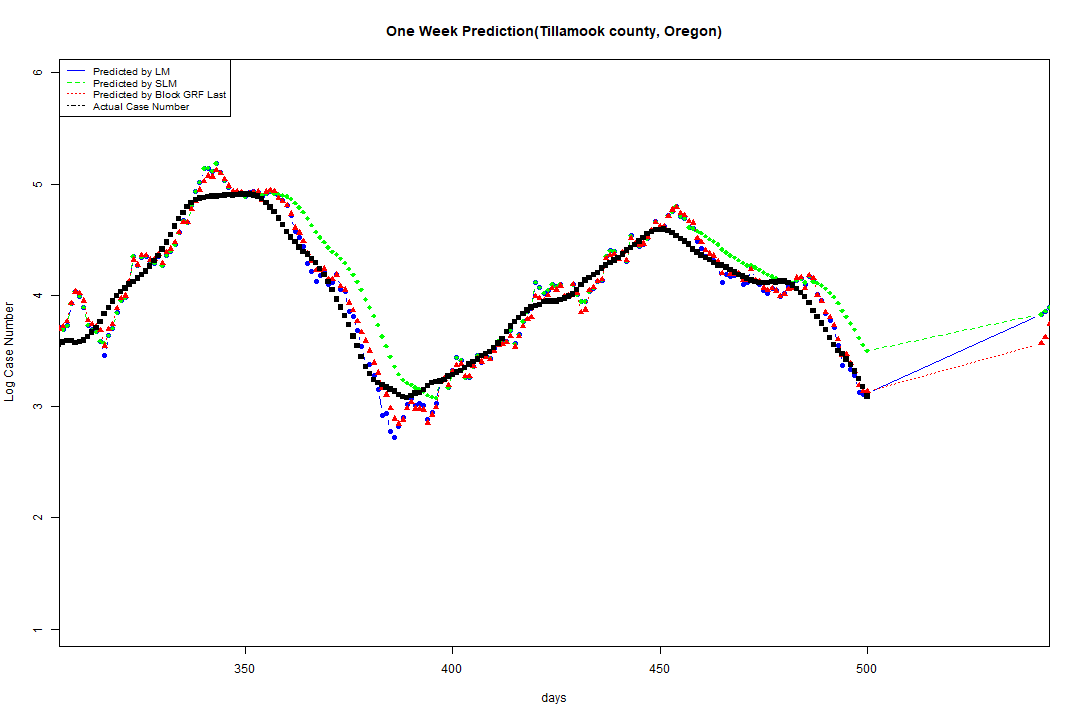 One Week Prediction(Tillamook county, Oregon)
Predicted by LM
Predicted by SLM
Predicted by Block GRF Last
Actual Case Number
6
5
4
3
2
1
Log Case Number
350 400 450 500
days